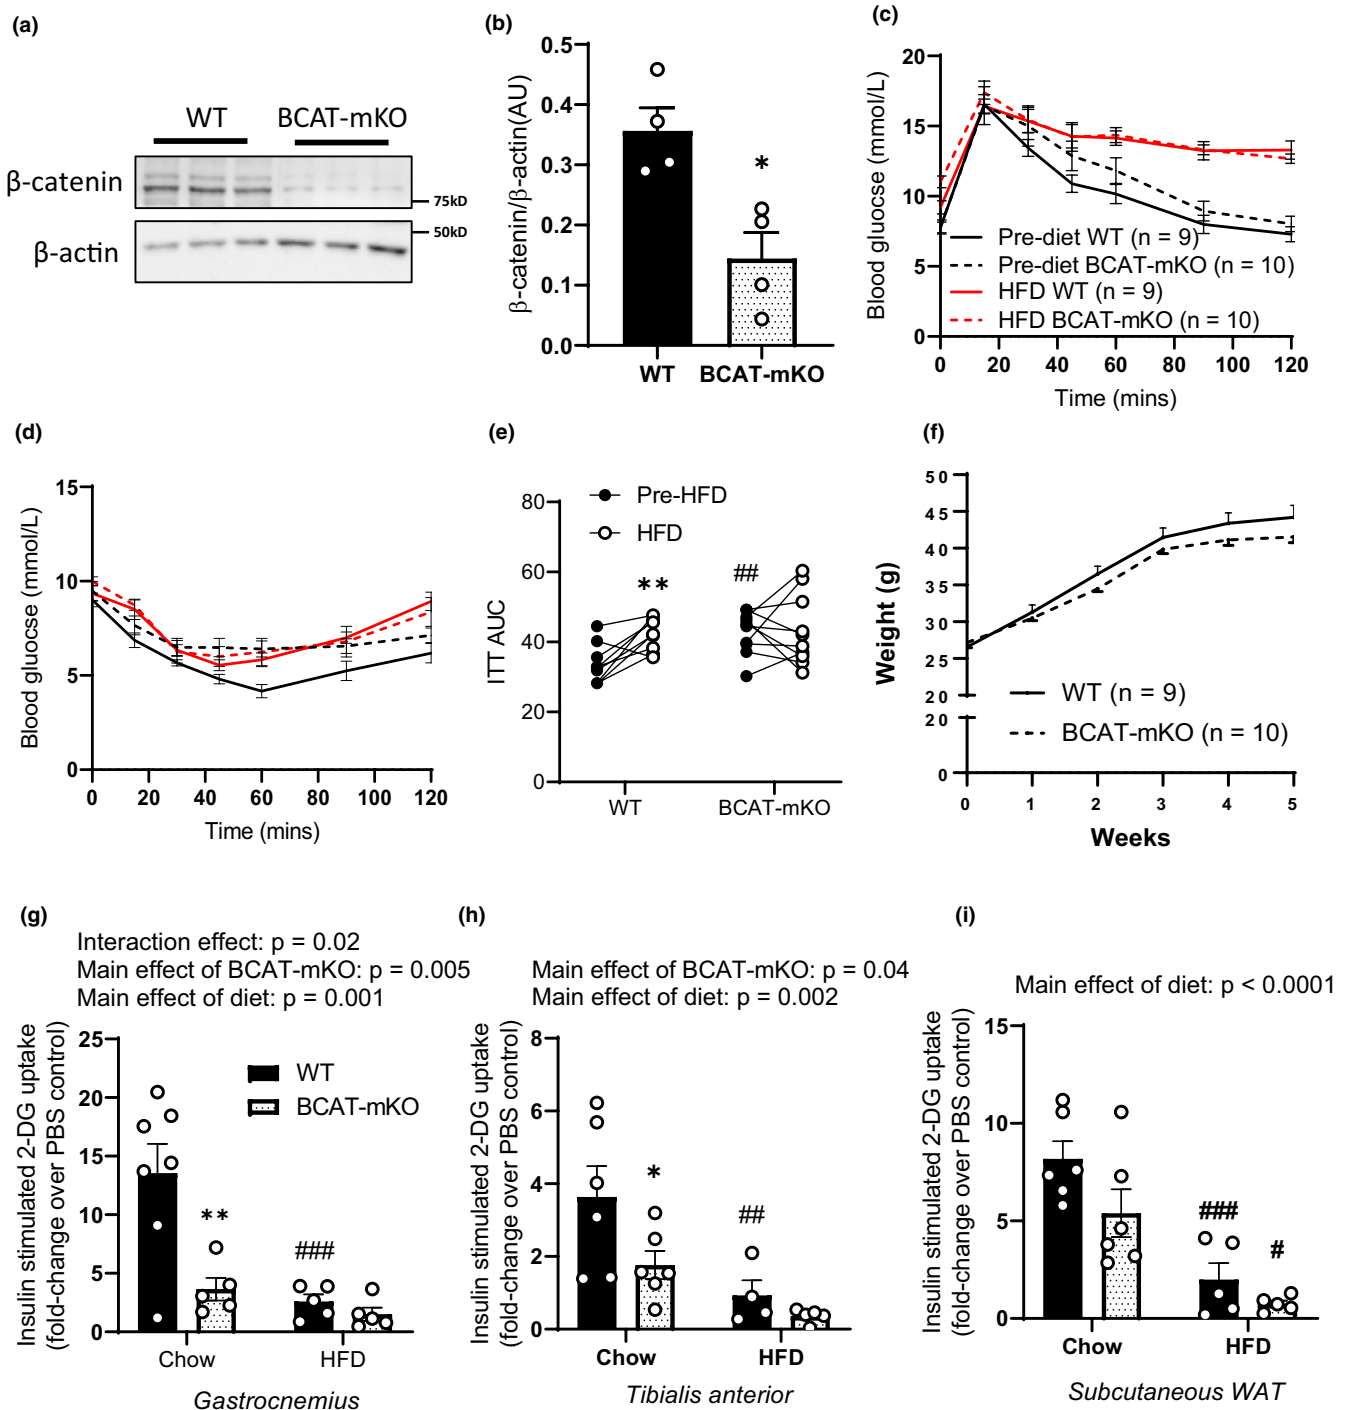 (a)
WT BCAT-mKO
β-catenin
75kD
50kD
β-actin
(b)
β-catenin/β-actin(AU)
0.5
0.4
0.3
0.2
0.1
0.0
*
WT BCAT-mKO
(c)
Blood gluocse (mmol/L)
20
15
10
5
0
Pre-diet WT (n = 9)
Pre-diet BCAT-mKO (n = 10)
HFD WT (n = 9)
HFD BCAT-mKO (n = 10)
0 20 40 60 80 100 120
Time (mins)
(d)
Blood glucose (mmol/L)
15
10
5
0
0 20 40 60 80 100 120
Time (mins)
(e)
ITT AUC
Pre-HFD
HFD
80
60
40
20
0
** ##
WT BCAT-mKO
(f)
Weight (g)
50
45
40
35
30
25
20
20
0
WT (n = 9)
BCAT-mKO (n = 10)
0 1 2 3 4 5
Weeks
(g)
Interaction effect: p = 0.02
Main effect of BCAT-mKO: p = 0.005
Main effect of diet: p = 0.001
Insulin stimulated 2-DG uptake
(fold-change over PBS control)
25
20
15
10
5
0
WT
BCAT-mKO
** ###
Chow HFD
Gastrocnemius
(h)
Main effect of BCAT-mKO: p = 0.04
Main effect of diet: p = 0.002
Insulin stimulated 2-DG uptake
(fold-change over PBS control)
8
6
4
2
0
* ##
Chow HFD
Tibialis anterior
(i)
Main effect of diet: p < 0.0001
Insulin stimulated 2-DG uptake
(fold-change over PBS control)
15
10
5
0
### #
Chow HFD
Subcutaneous WAT